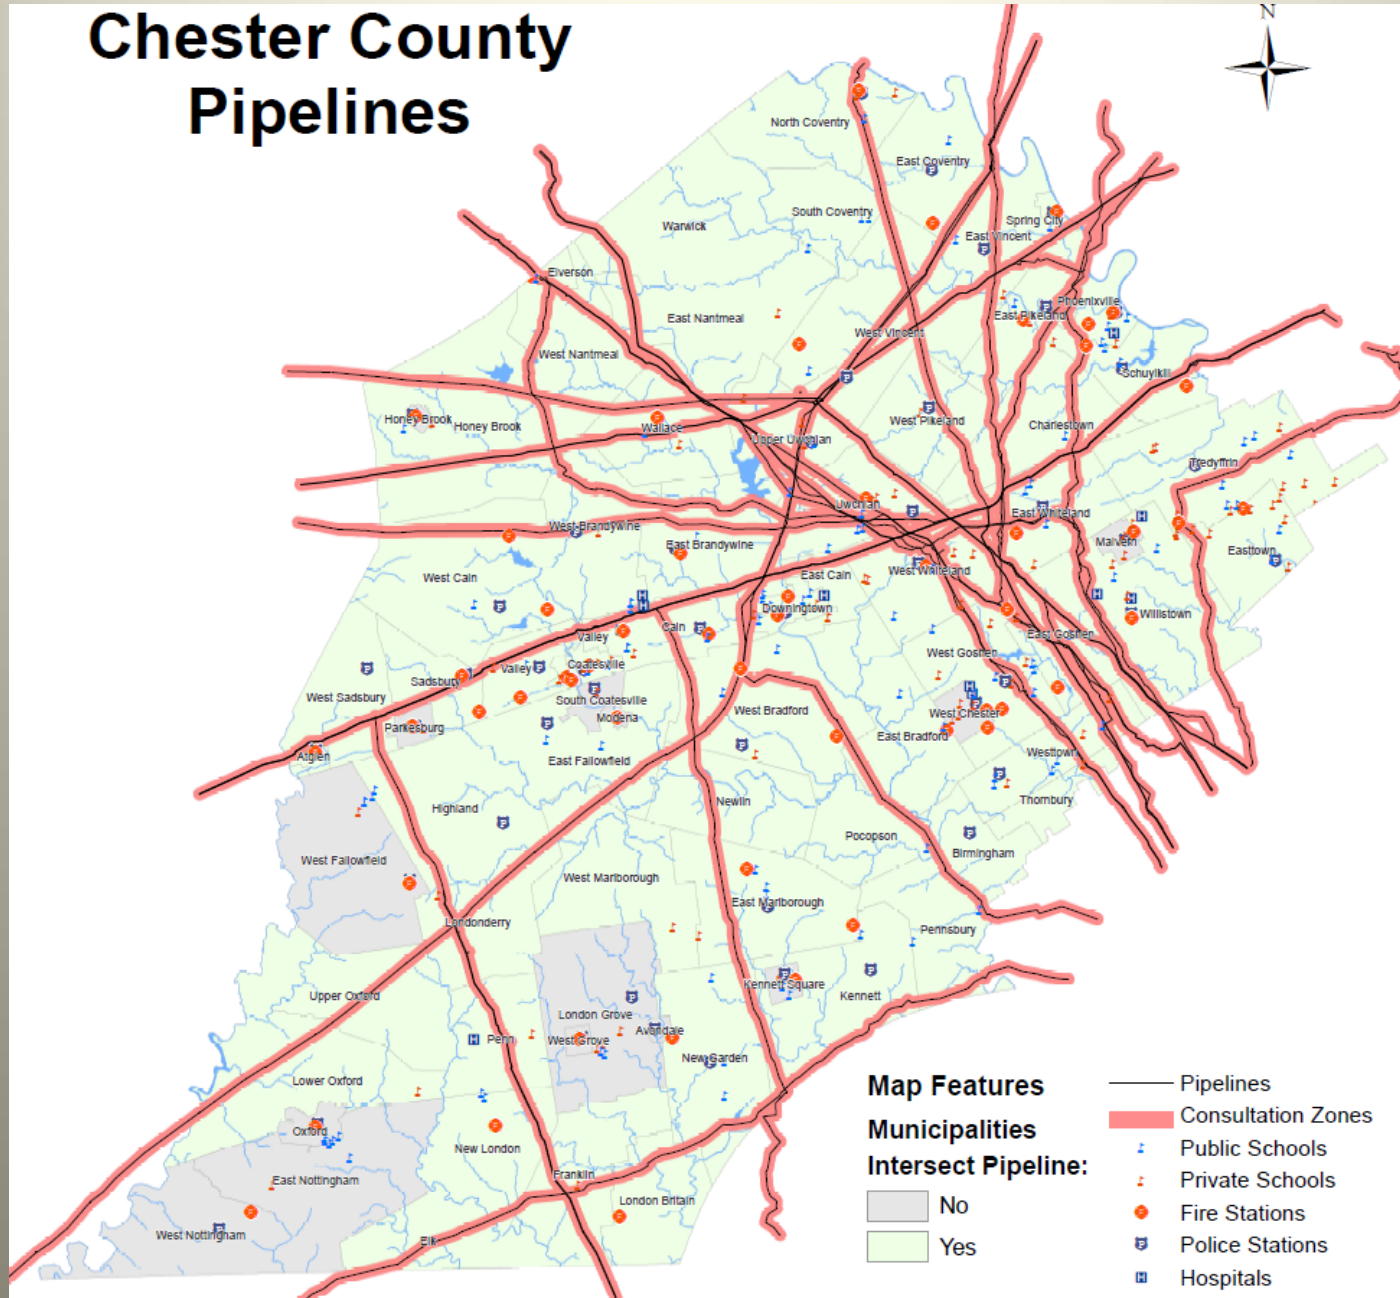 Chester County
Pipelines
N
North Coventry
East Coventry
South Coventry
Warwick
Spring City
East Vincent
Elverson
East Nantmeal
Phoenixville
East Pikeland
West Vincent
West Nantmeal
Schuylkill
Honey Brook
Honey Brook
Wallace
West Pikeland
Charlestown
Upper Uwchlan
Tredyffrin
Uwchlan
East Whiteland
West Brandywine
East Brandywine
Malvern
Easttown
West Caln
East Caln
West Whiteland
Downingtown
Willistown
Valley
Caln
East Goshen
West Goshen
Valley
Coatesville
Sadsbury
West Sadsbury
South Coatesville
Modena
West Bradford
West Chester
Parkesburg
East Bradford
Atglen
East Fallowfield
Westtown
Highland
Newlin
Thornbury
Pocopson
West Fallowfield
Birmingham
West Marlborough
East Marlborough
Londonderry
Pennsbury
Kennett Square
Upper Oxford
Kennett
London Grove
Penn
West Grove
Avondale
New Garden
Lower Oxford
Oxford
New London
East Nottingham
Franklin
London Britain
West Nottingham
Elk
Map Features
Municipalities
Intersect Pipeline:
No
Yes
Pipelines
Consultation Zones
Public Schools
Private Schools
F Fire Stations
P Police Stations
H Hospitals